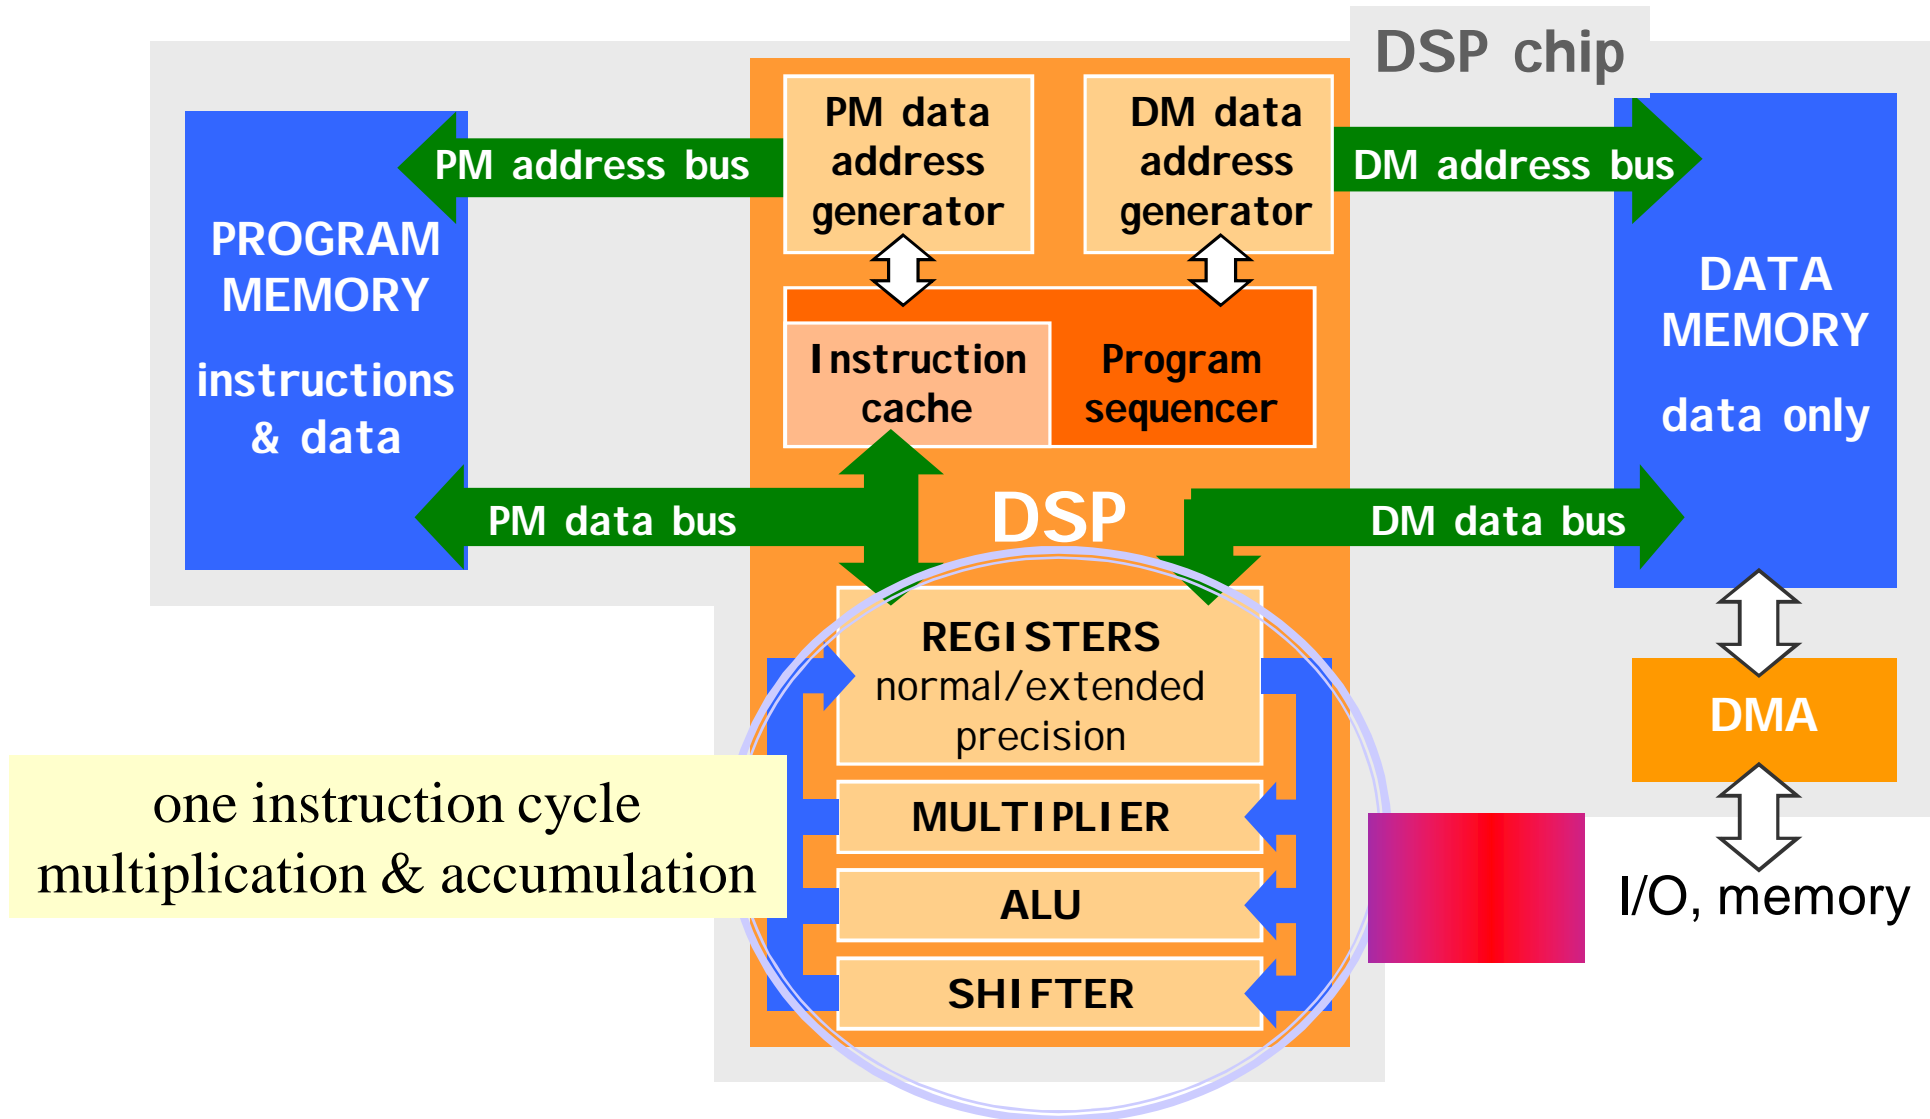 DSP chip
PM data
address
generator
DM data
address
generator
PM address bus
DM address bus
PROGRAM
MEMORY
instructions
& data
DATA
MEMORY
data only
Instruction
cache
Program
sequencer
DSP
PM data bus
DM data bus
REGISTERS
normal/extended
precision
DMA
one instruction cycle
multiplication & accumulation
MULTIPLIER
ALU
SHIFTER
I/O, memory